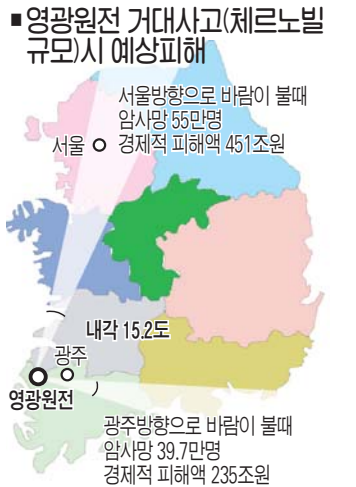 ■ 영광원전 거대사고(체르노빌
규모)시 예상피해
서울방향으로 바람이 불때
암사망 55만명
경제적 피해액 451조원
서울
내각 15.2도
광주
영광원전
광주방향으로 바람이 불때
암사망 39.7만명
경제적 피해액 235조원